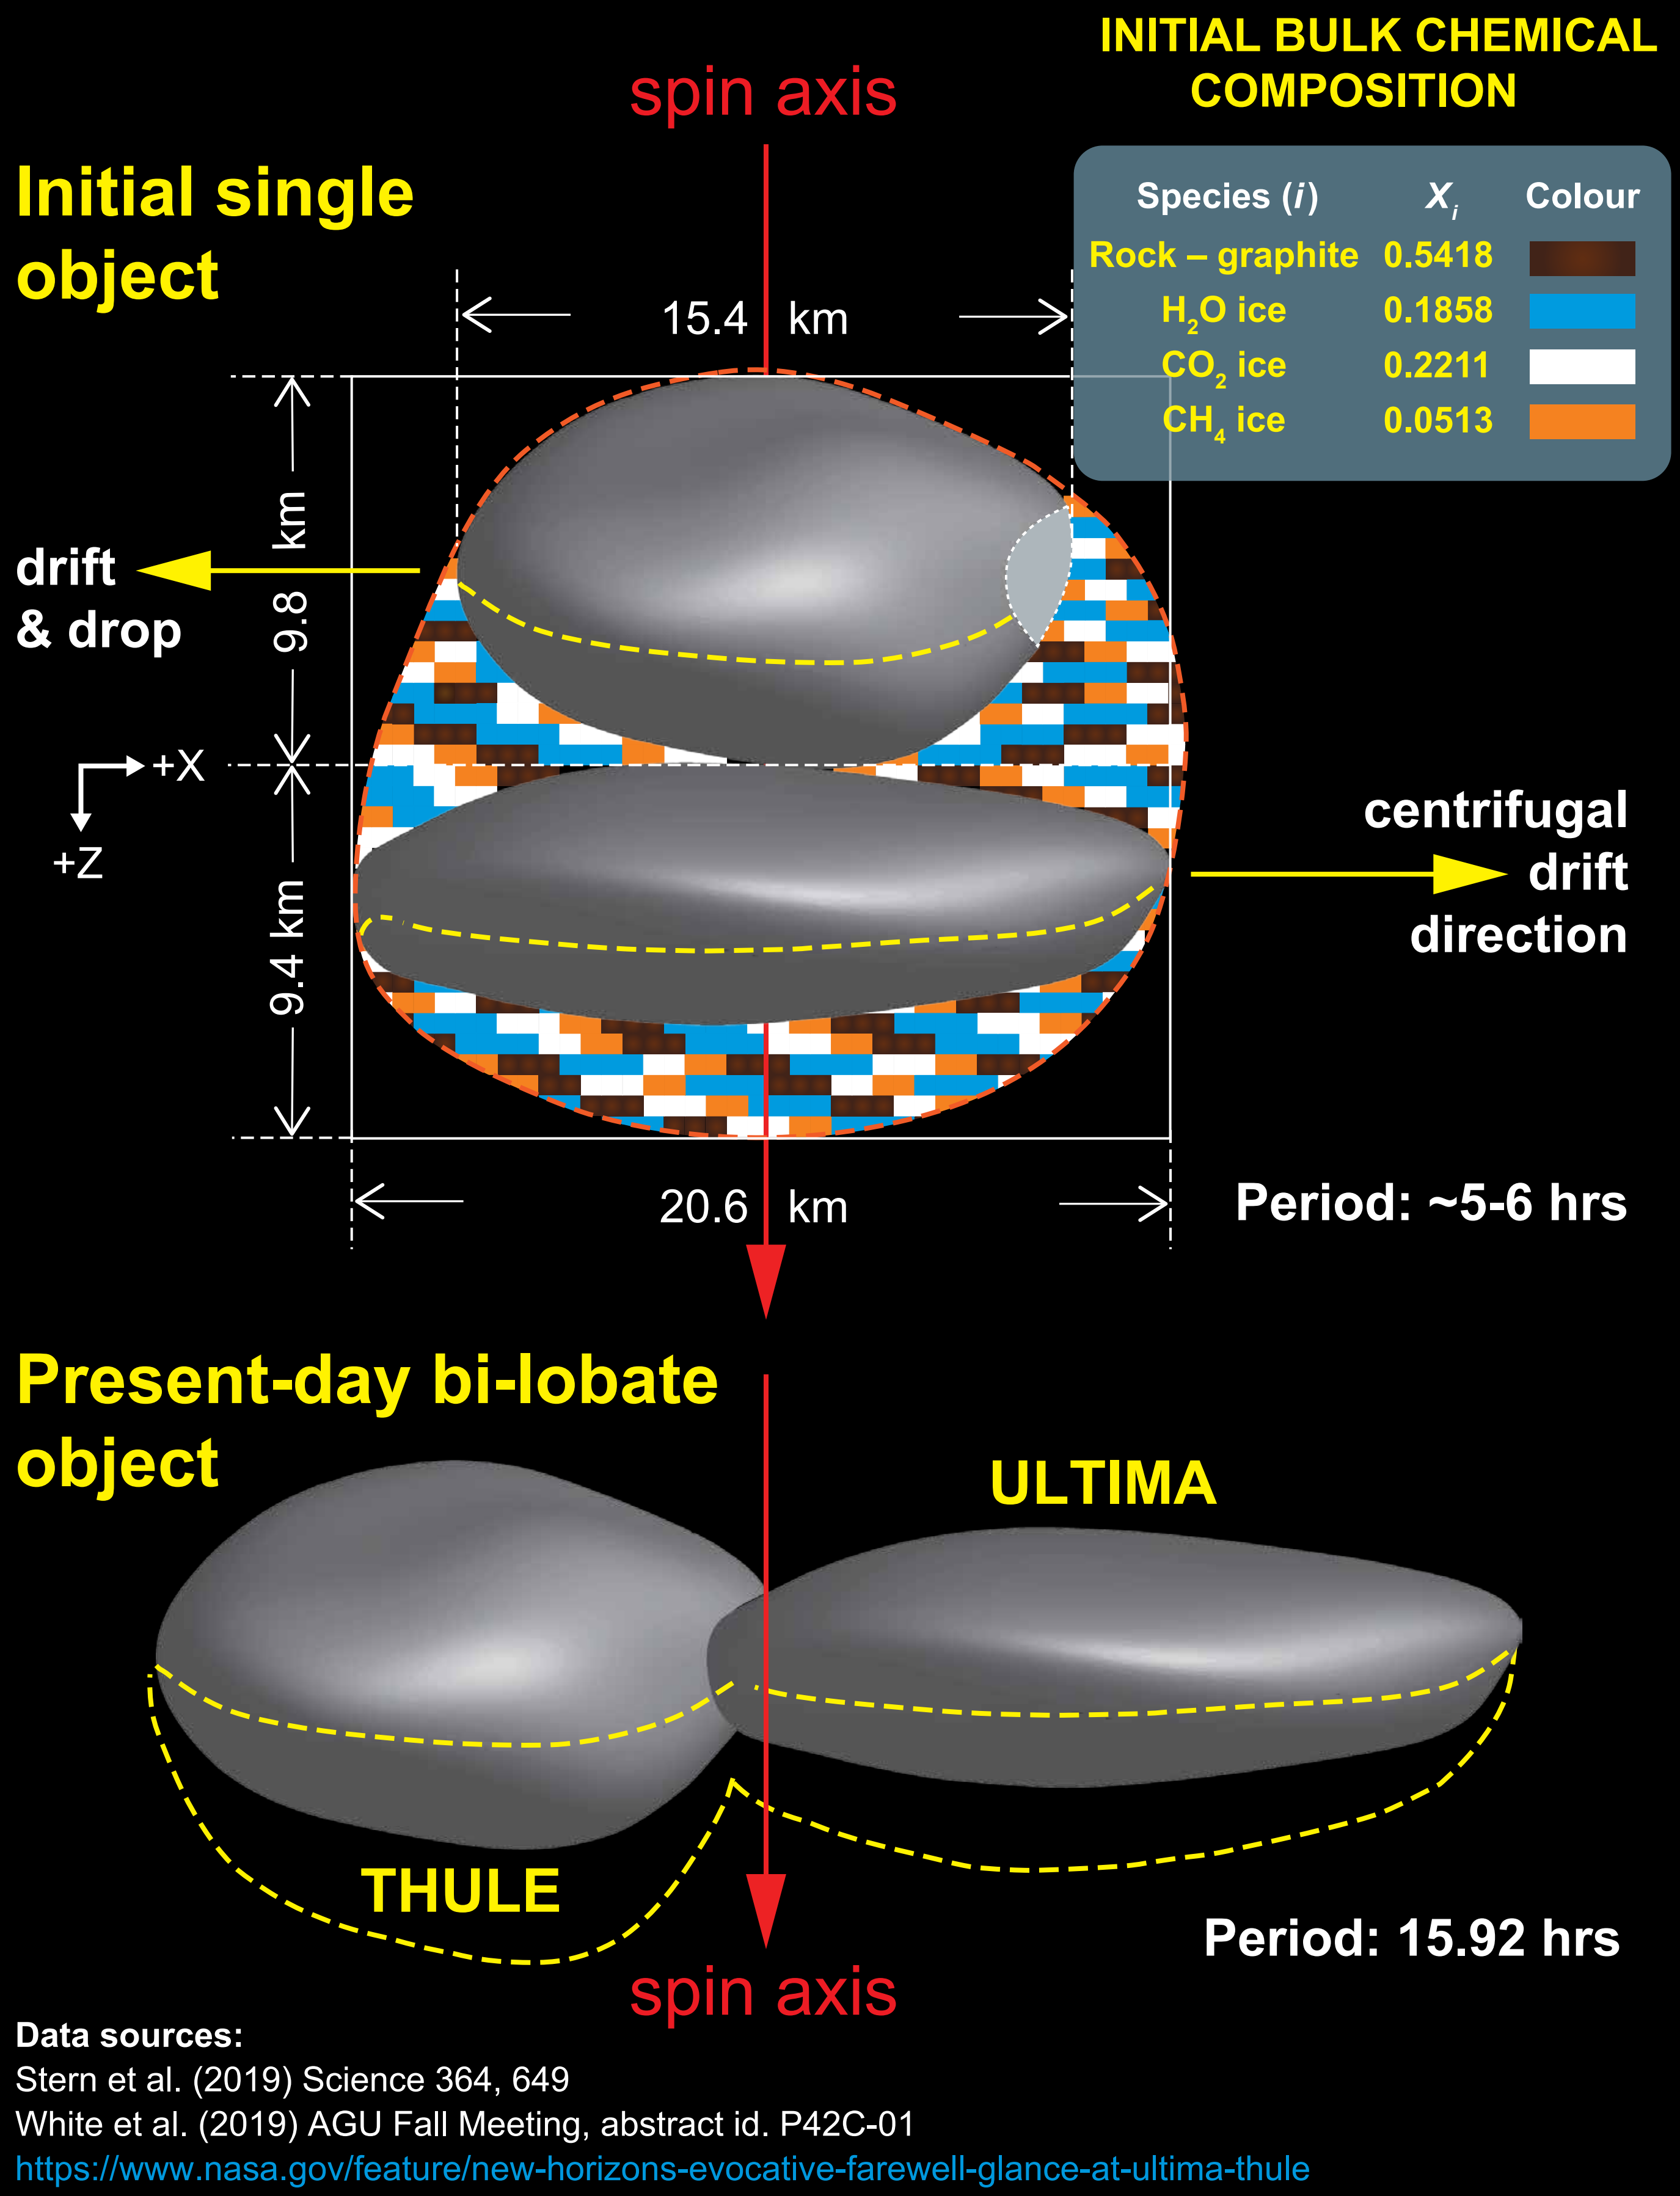 INITIAL BULK CHEMICAL
COMPOSITION
spin axis
Initial single
object
Species (i) Xᵢ Colour
Rock – graphite 0.5418
H₂O ice 0.1858
CO₂ ice 0.2211
CH₄ ice 0.0513
15.4 km
9.8 km
drift
& drop
+X
+Z
9.4 km
centrifugal
drift
direction
20.6 km
Period: ~5-6 hrs
Present-day bi-lobate
object
ULTIMA
THULE
Period: 15.92 hrs
spin axis
Data sources:
Stern et al. (2019) Science 364, 649
White et al. (2019) AGU Fall Meeting, abstract id. P42C-01
https://www.nasa.gov/feature/new-horizons-evocative-farewell-glance-at-ultima-thule